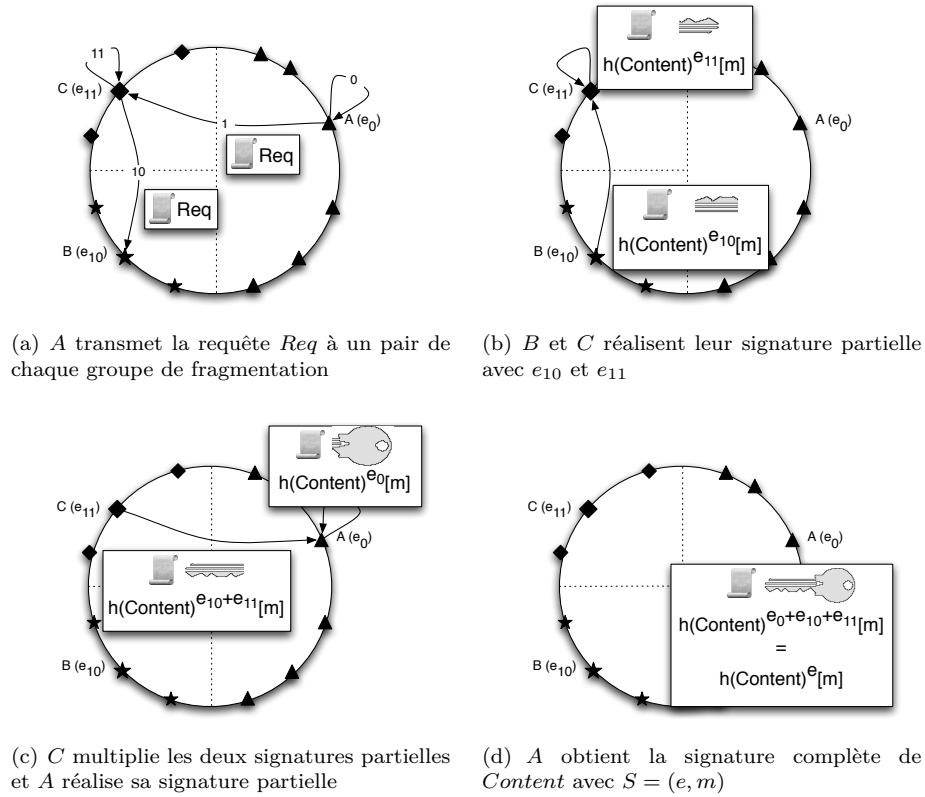 11
C (e11)
0
A (e0)
1
Req
10
Req
B (e10)
(a) A transmet la requête Req à un pair de
chaque groupe de fragmentation
h(Content)^e11[m]
C (e11)
A (e0)
h(Content)^e10[m]
B (e10)
(b) B et C réalisent leur signature partielle
avec e10 et e11
h(Content)^e0[m]
C (e11)
A (e0)
h(Content)^e10+e11[m]
B (e10)
(c) C multiplie les deux signatures partielles
et A réalise sa signature partielle
C (e11)
A (e0)
h(Content)^e0+e10+e11[m]
=
h(Content)^e[m]
B (e10)
(d) A obtient la signature complète de
Content avec S = (e, m)